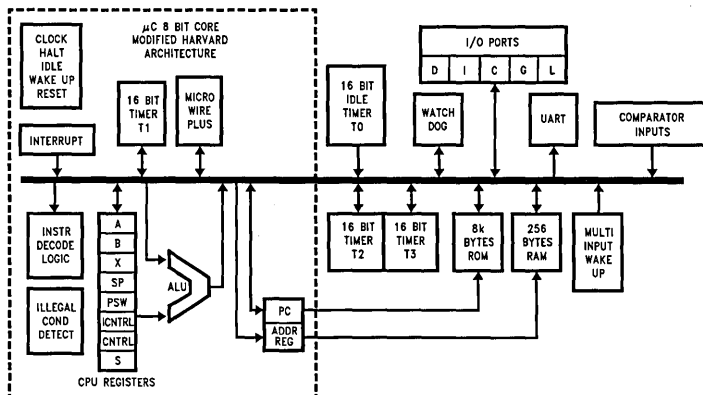 μC 8 BIT CORE
MODIFIED HARVARD
ARCHITECTURE
CLOCK
HALT
IDLE
WAKE UP
RESET
I/O PORTS
D I C G L
16 BIT
TIMER
T1
MICRO
WIRE
PLUS
16 BIT
IDLE
TIMER
T0
WATCH
DOG
UART
COMPARATOR
INPUTS
INTERRUPT
INSTR
DECODE
LOGIC
ILLEGAL
COND
DETECT
A
B
X
SP
PSW
ICNTRL
CNTRL
S
CPU REGISTERS
ALU
PC
ADDR
REG
16 BIT
TIMER
T2
16 BIT
TIMER
T3
8k
BYTES
ROM
256
BYTES
RAM
MULTI
INPUT
WAKE
UP